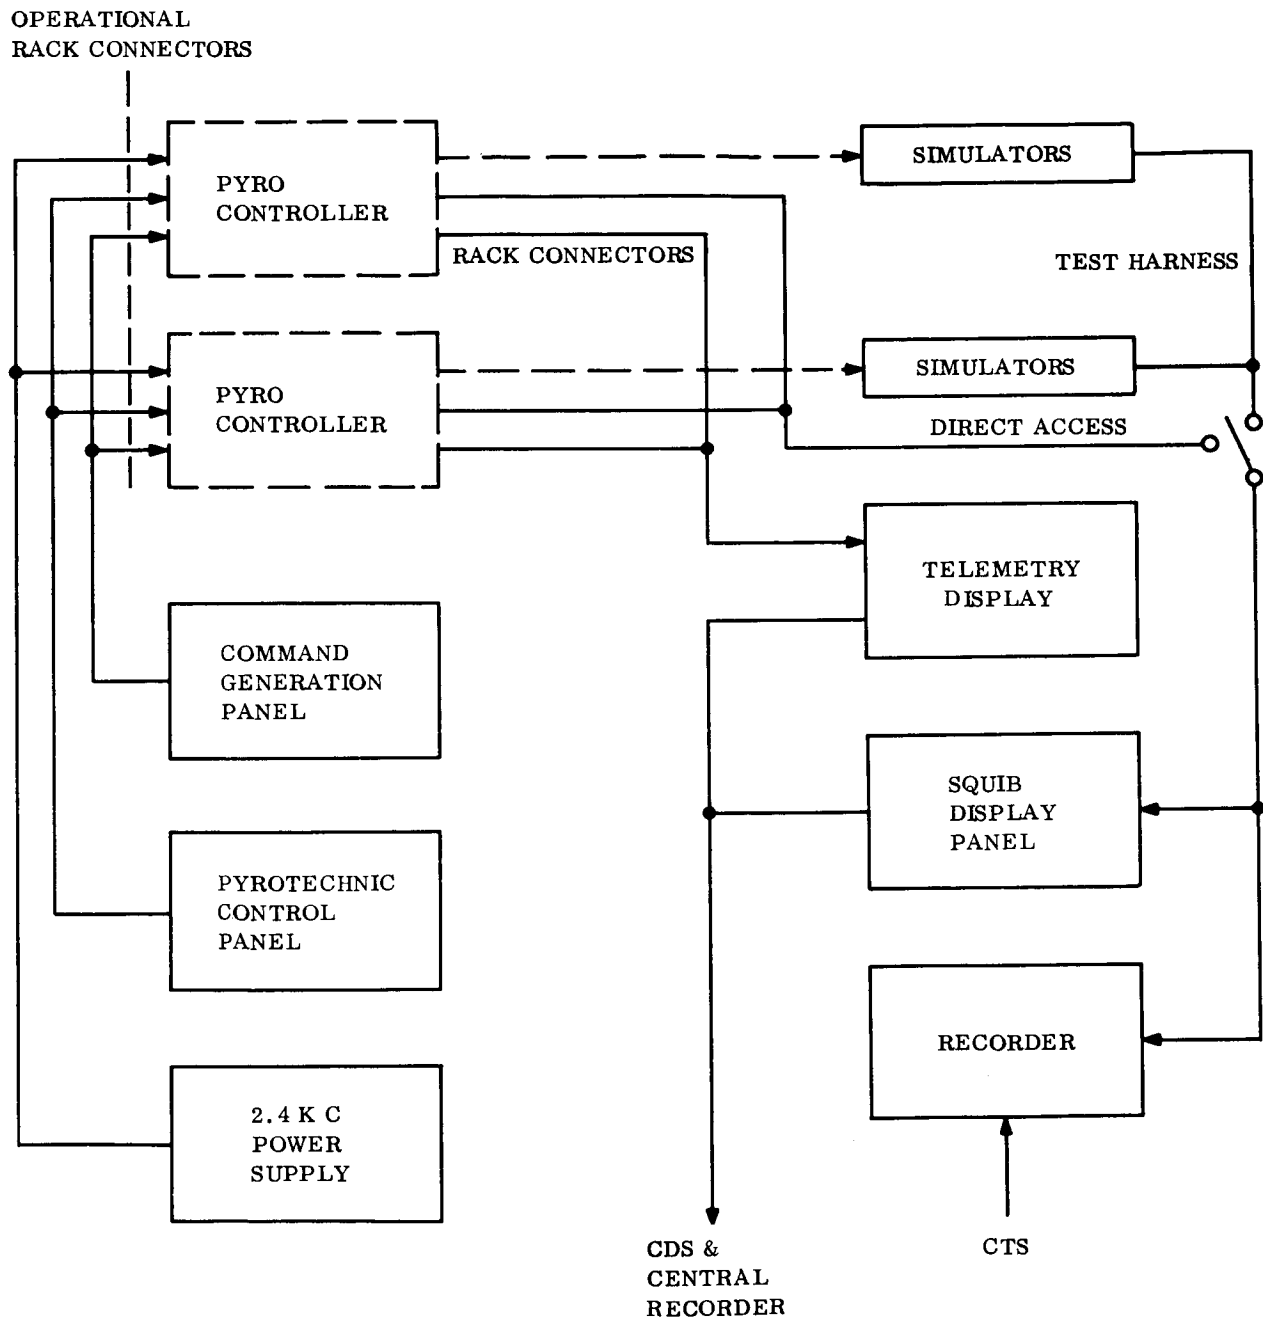 OPERATIONAL
RACK CONNECTORS
PYRO
CONTROLLER
SIMULATORS
RACK CONNECTORS
TEST HARNESS
PYRO
CONTROLLER
SIMULATORS
DIRECT ACCESS
TELEMETRY
DISPLAY
COMMAND
GENERATION
PANEL
SQUIB
DISPLAY
PANEL
PYROTECHNIC
CONTROL
PANEL
RECORDER
2.4 K C
POWER
SUPPLY
CDS &
CENTRAL
RECORDER
CTS